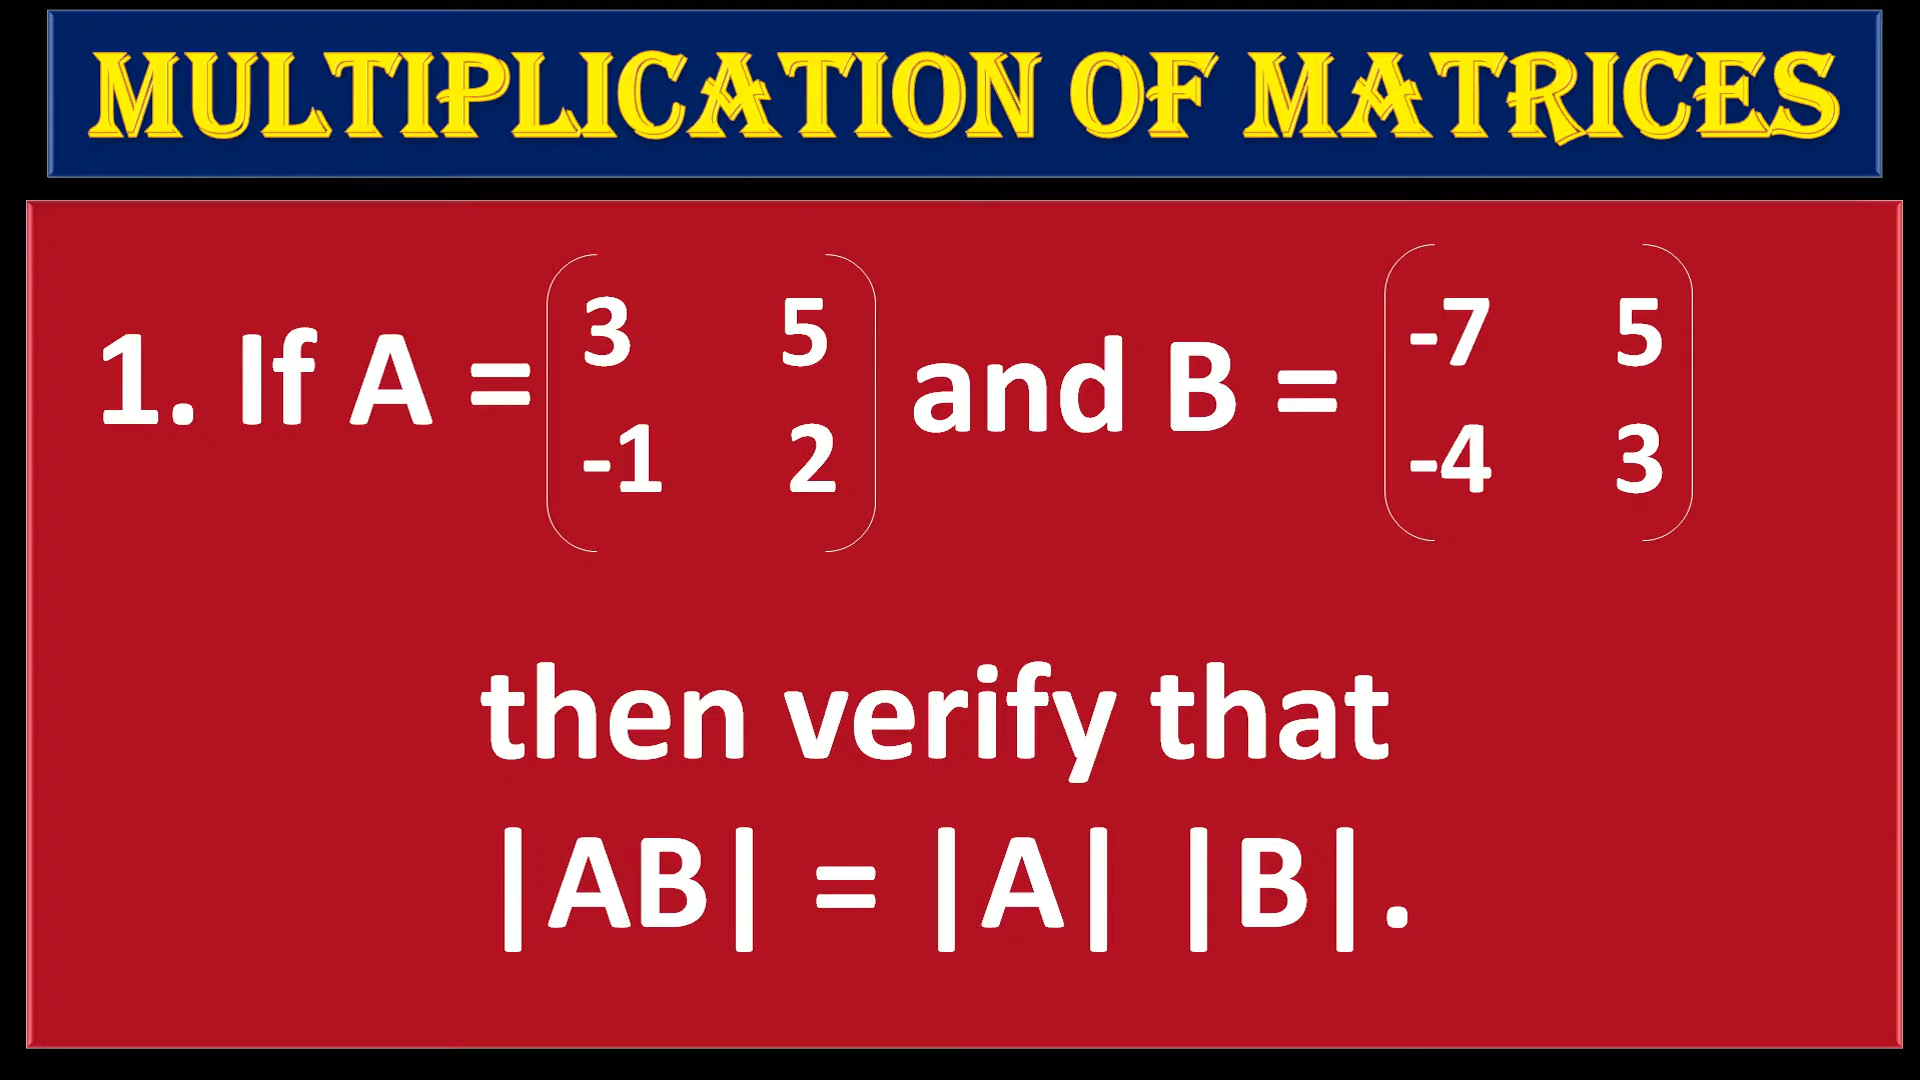 MULTIPLICATION OF MATRICES
3 5 -7 5
1. If A = and B =
-1 2 -4 3
then verify that
|AB| = |A| |B|.